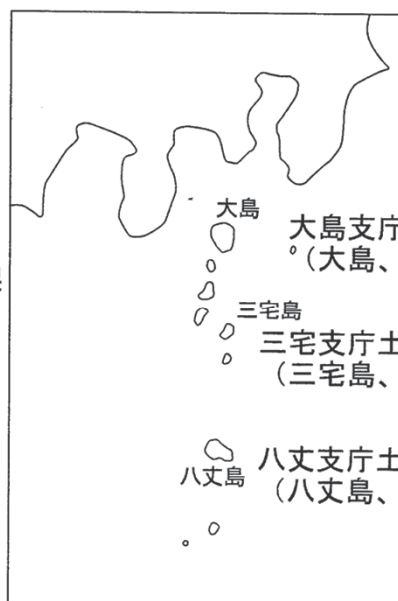 大島
大島支庁
（大島、
三宅島
三宅支庁土
（三宅島、
八丈支庁土
八丈島
（八丈島、